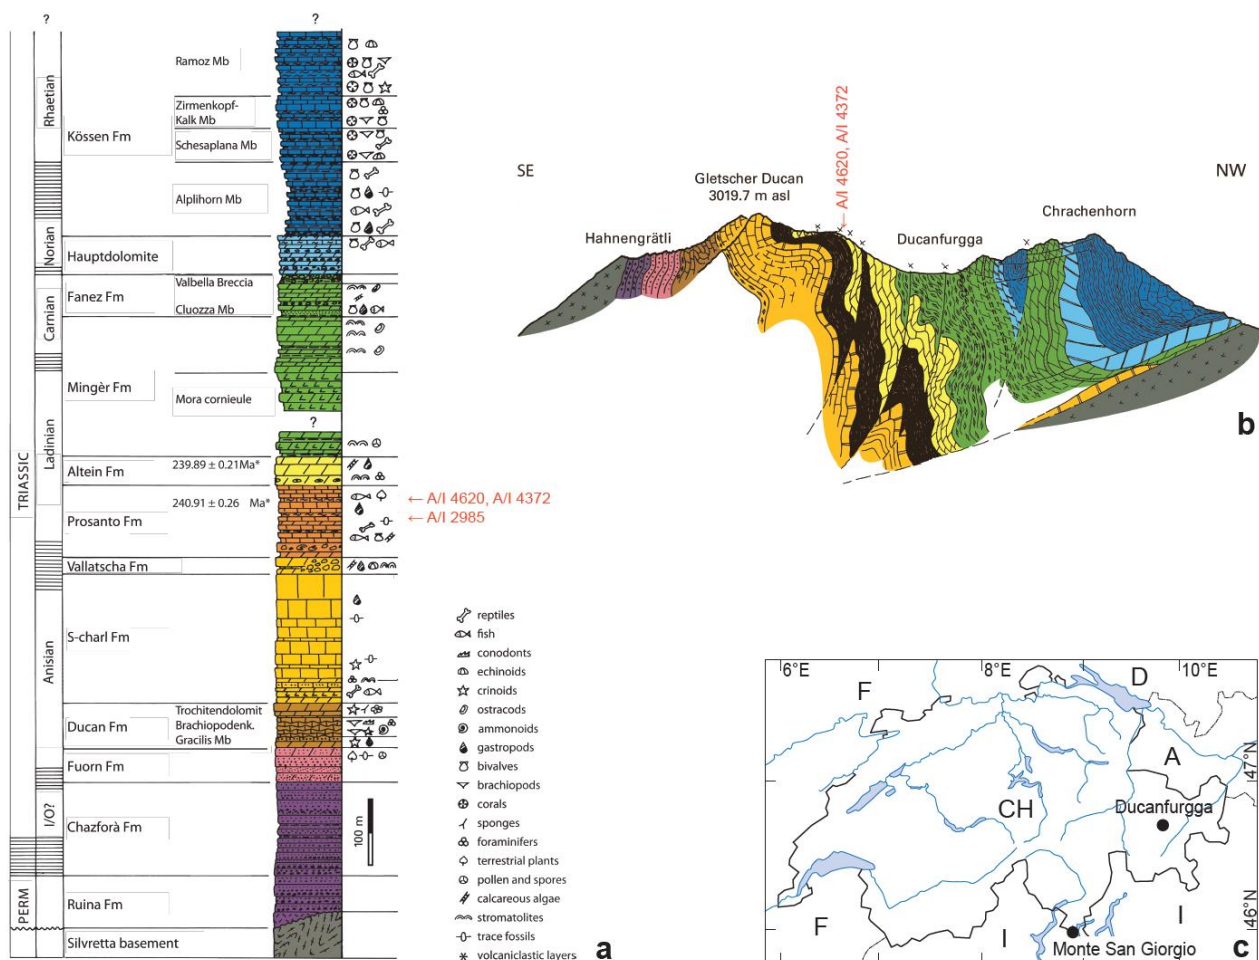 ?
?
TRIASSIC
PERM
Rhaetian
Norian
Carnian
Ladinian
Anisian
I/O?
Kössen Fm
Hauptdolomite
Fanez Fm
Mingèr Fm
Altein Fm
Prosanto Fm
Vallatscha Fm
S-charl Fm
Ducan Fm
Fuorn Fm
Chazforà Fm
Ruina Fm
Silvretta basement
Ramoz Mb
Zirmenkopf-
Kalk Mb
Schesaplana Mb
Alplihorn Mb
Valbella Breccia
Cluozza Mb
Mora cornieule
?
239.89 ± 0.21Ma*
240.91 ± 0.26 Ma*
Trochitendolomit
Brachiopodenk.
Gracilis Mb
← A/I 4620, A/I 4372
← A/I 2985
100 m
reptiles
fish
conodonts
echinoids
crinoids
ostracods
ammonoids
gastropods
bivalves
brachiopods
corals
sponges
foraminifers
terrestrial plants
pollen and spores
calcareous algae
stromatolites
trace fossils
volcaniclastic layers
a
SE
NW
Gletscher Ducan
3019.7 m asl
Hahnengrätli
← A/I 4620, A/I 4372
Ducanfurgga
Chrachenhorn
b
6°E
8°E
10°E
47°N
46°N
F
D
A
CH
Ducanfurgga
F
I
I
Monte San Giorgio
c